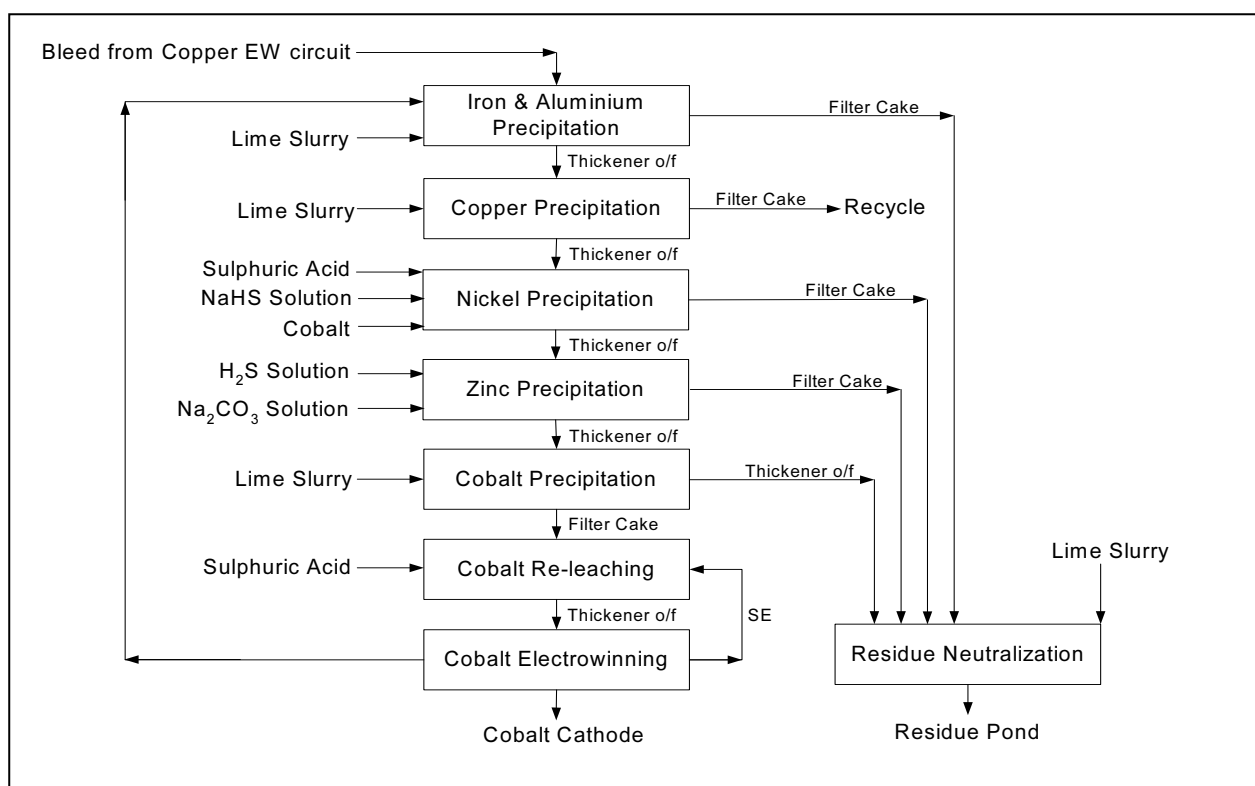 Bleed from Copper EW circuit
Iron & Aluminium
Precipitation
Filter Cake
Lime Slurry
Thickener o/f
Lime Slurry
Copper Precipitation
Filter Cake
Recycle
Thickener o/f
Sulphuric Acid
NaHS Solution
Cobalt
Nickel Precipitation
Filter Cake
Thickener o/f
H₂S Solution
Na₂CO₃ Solution
Zinc Precipitation
Filter Cake
Thickener o/f
Lime Slurry
Cobalt Precipitation
Thickener o/f
Filter Cake
Sulphuric Acid
Cobalt Re-leaching
Lime Slurry
Thickener o/f
SE
Cobalt Electrowinning
Residue Neutralization
Cobalt Cathode
Residue Pond